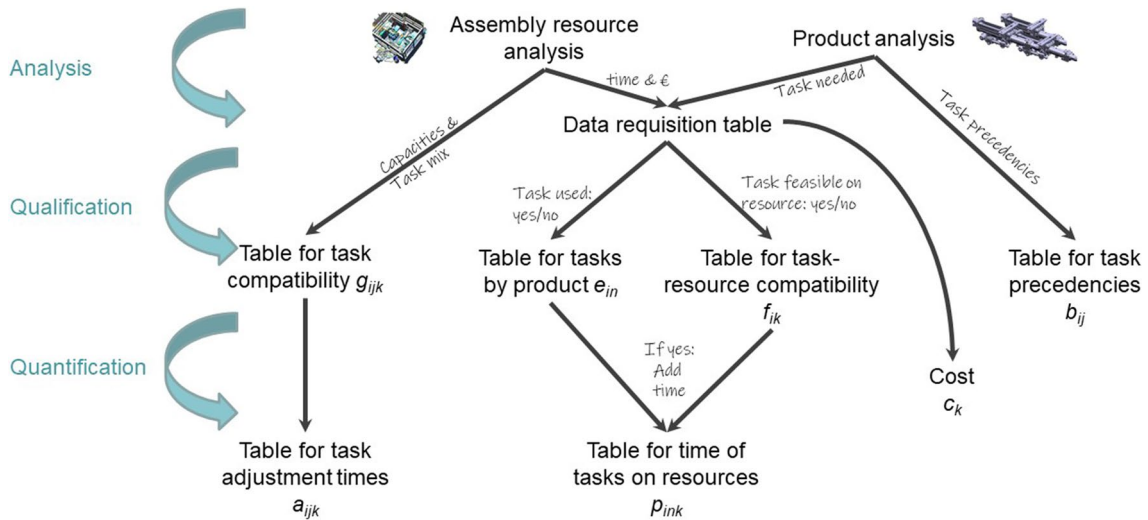 Assembly resource
analysis
Product analysis
Analysis
time & €
Task needed
Data requisition table
Capacities &
Task mix
Task precedencies
Qualification
Task used:
yes/no
Task feasible on
resource: yes/no
Table for task
compatibility gijk
Table for tasks
by product ein
Table for task-
resource compatibility
fik
Table for task
precedencies
bij
Quantification
If yes:
Add
time
Cost
ck
Table for task
adjustment times
aijk
Table for time of
tasks on resources
pink